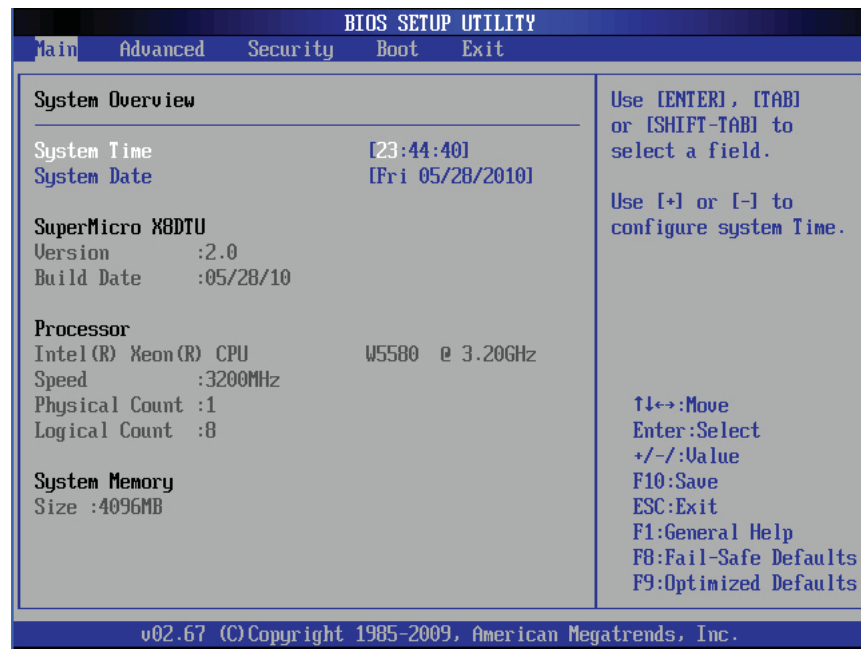 BIOS SETUP UTILITY
Main Advanced Security Boot Exit
System Overview
System Time [23:44:40]
System Date [Fri 05/28/2010]
SuperMicro X8DTU
Version :2.0
Build Date :05/28/10
Processor
Intel(R) Xeon(R) CPU W5580 @ 3.20GHz
Speed :3200MHz
Physical Count :1
Logical Count :8
System Memory
Size :4096MB
Use [ENTER], [TAB]
or [SHIFT-TAB] to
select a field.
Use [+] or [-] to
configure system Time.
↑↓←→:Move
Enter:Select
+/-/:Value
F10:Save
ESC:Exit
F1:General Help
F8:Fail-Safe Defaults
F9:Optimized Defaults
v02.67 (C)Copyright 1985-2009, American Megatrends, Inc.